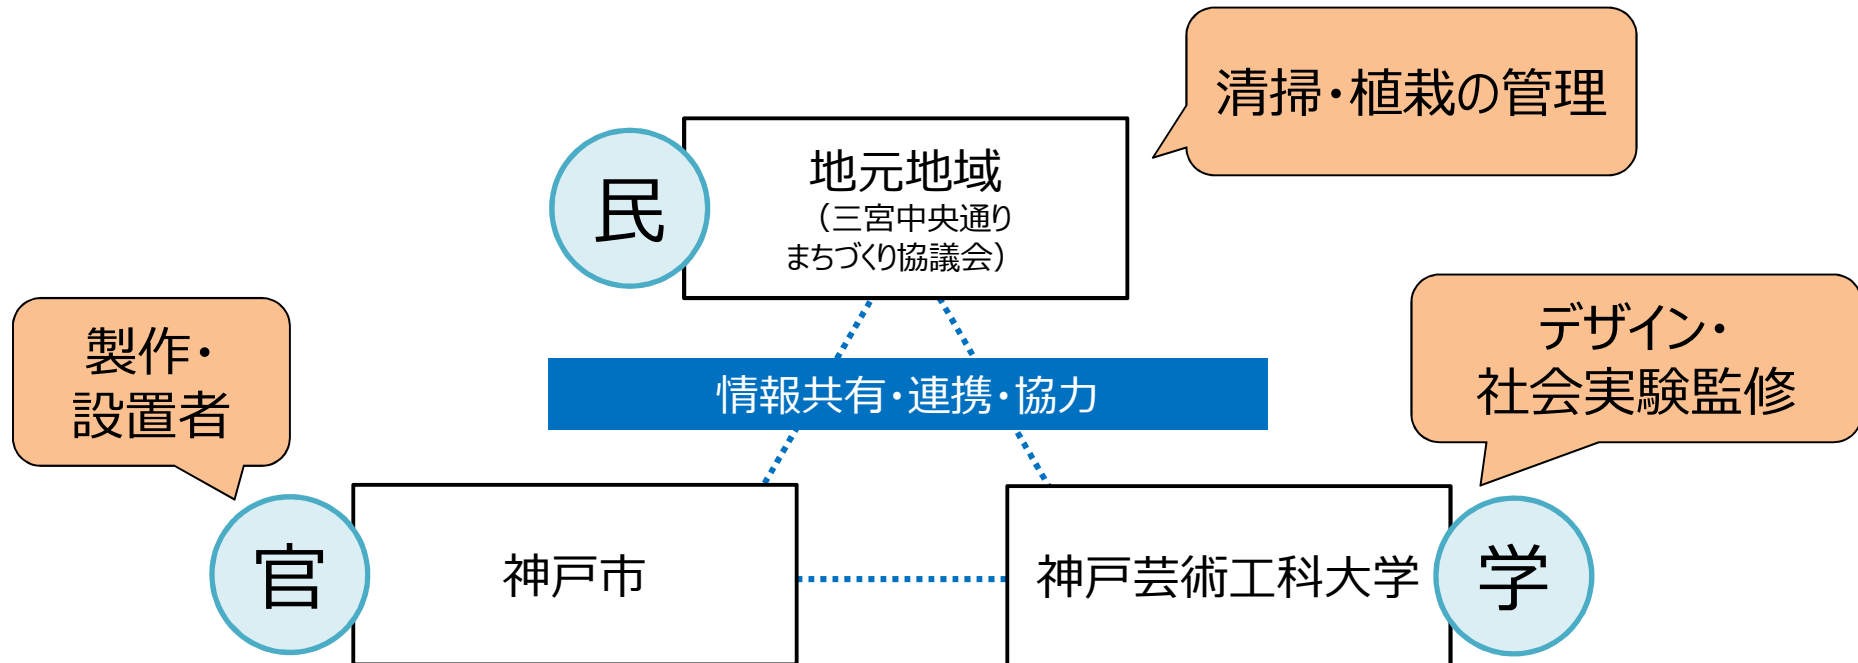 清掃・植栽の管理
民
地元地域
（三宮中央通り
まちづくり協議会）
製作・
設置者
デザイン・
社会実験監修
情報共有・連携・協力
官
神戸市
神戸芸術工科大学
学